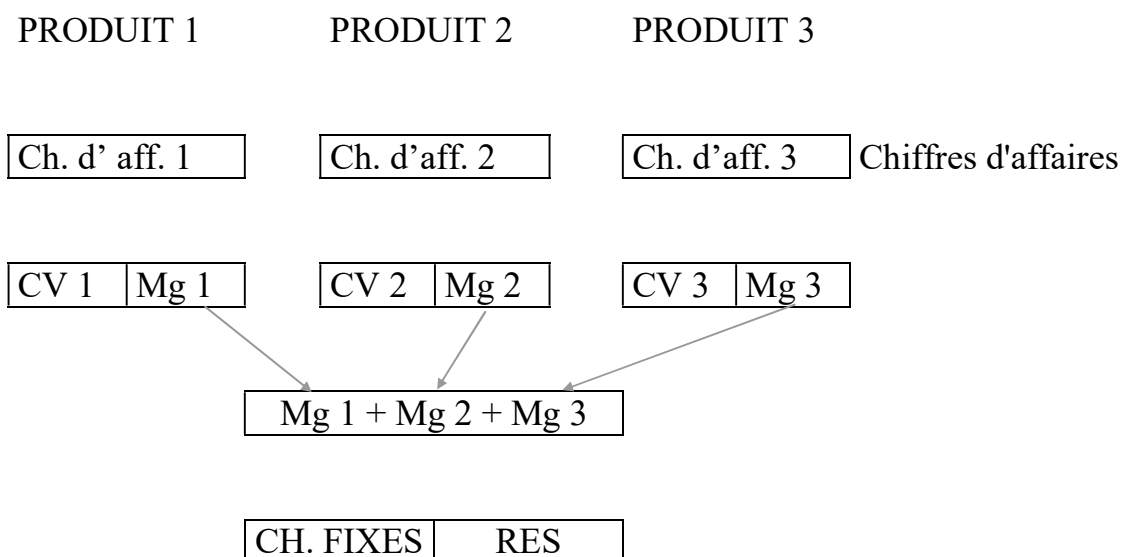 PRODUIT 1 PRODUIT 2 PRODUIT 3
Ch. d’ aff. 1 Ch. d’aff. 2 Ch. d’aff. 3 Chiffres d'affaires
CV 1 Mg 1 CV 2 Mg 2 CV 3 Mg 3
Mg 1 + Mg 2 + Mg 3
CH. FIXES RES